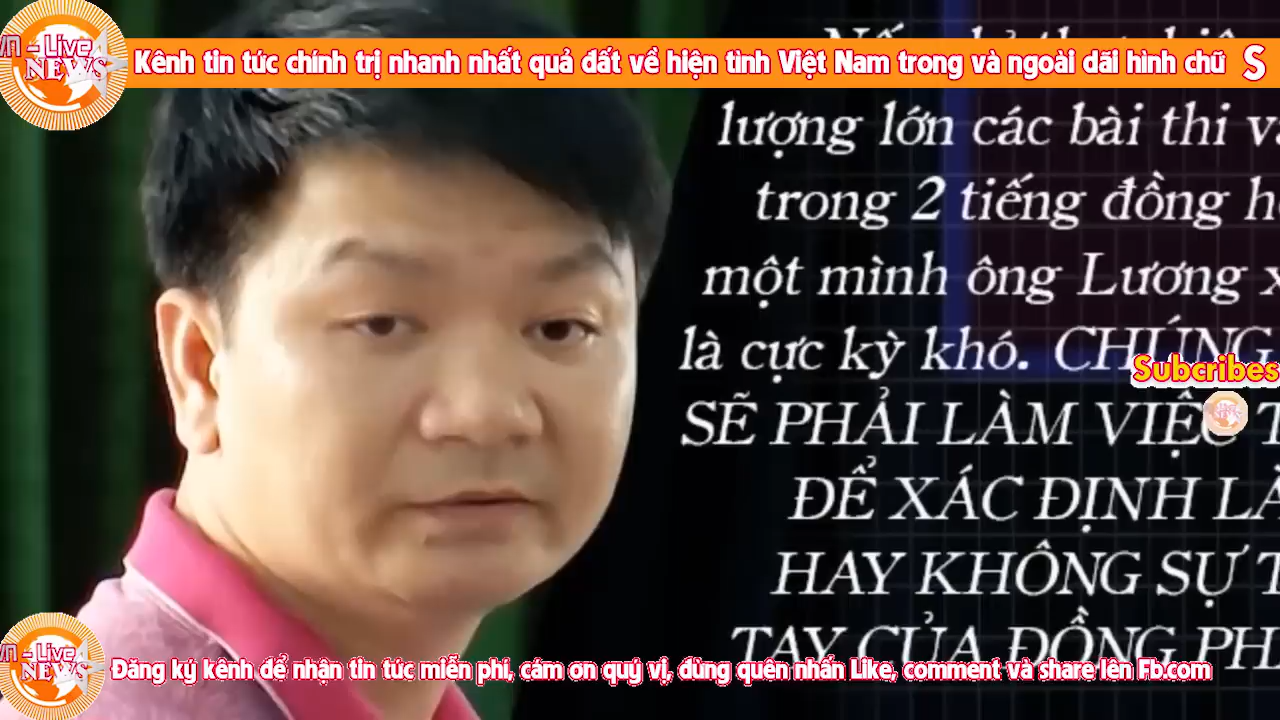 VN - Live
NEWS
Kênh tin tức chính trị nhanh nhất quả đất về hiện tình Việt Nam trong và ngoài dãi hình chữ S
lượng lớn các bài thi v
trong 2 tiếng đồng h
một mình ông Lương x
là cực kỳ khó. CHÚNG
Subcribes
SẼ PHẢI LÀM VIỆC T
ĐỂ XÁC ĐỊNH LÀ
HAY KHÔNG SỰ T
TAY CỦA ĐỒNG PH
VN - Live
NEWS
Đăng ký kênh để nhận tin tức miễn phí, cám ơn quý vị, đừng quên nhấn Like, comment và share lên Fb.com